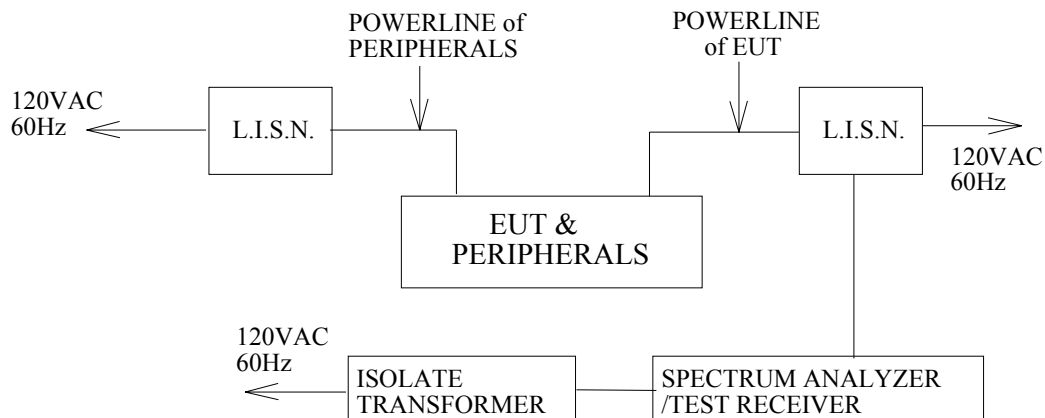 POWERLINE of
PERIPHERALS
POWERLINE
of EUT
120VAC
60Hz
L.I.S.N.
L.I.S.N.
120VAC
60Hz
EUT &
PERIPHERALS
120VAC
60Hz
ISOLATE
TRANSFORMER
SPECTRUM ANALYZER
/TEST RECEIVER